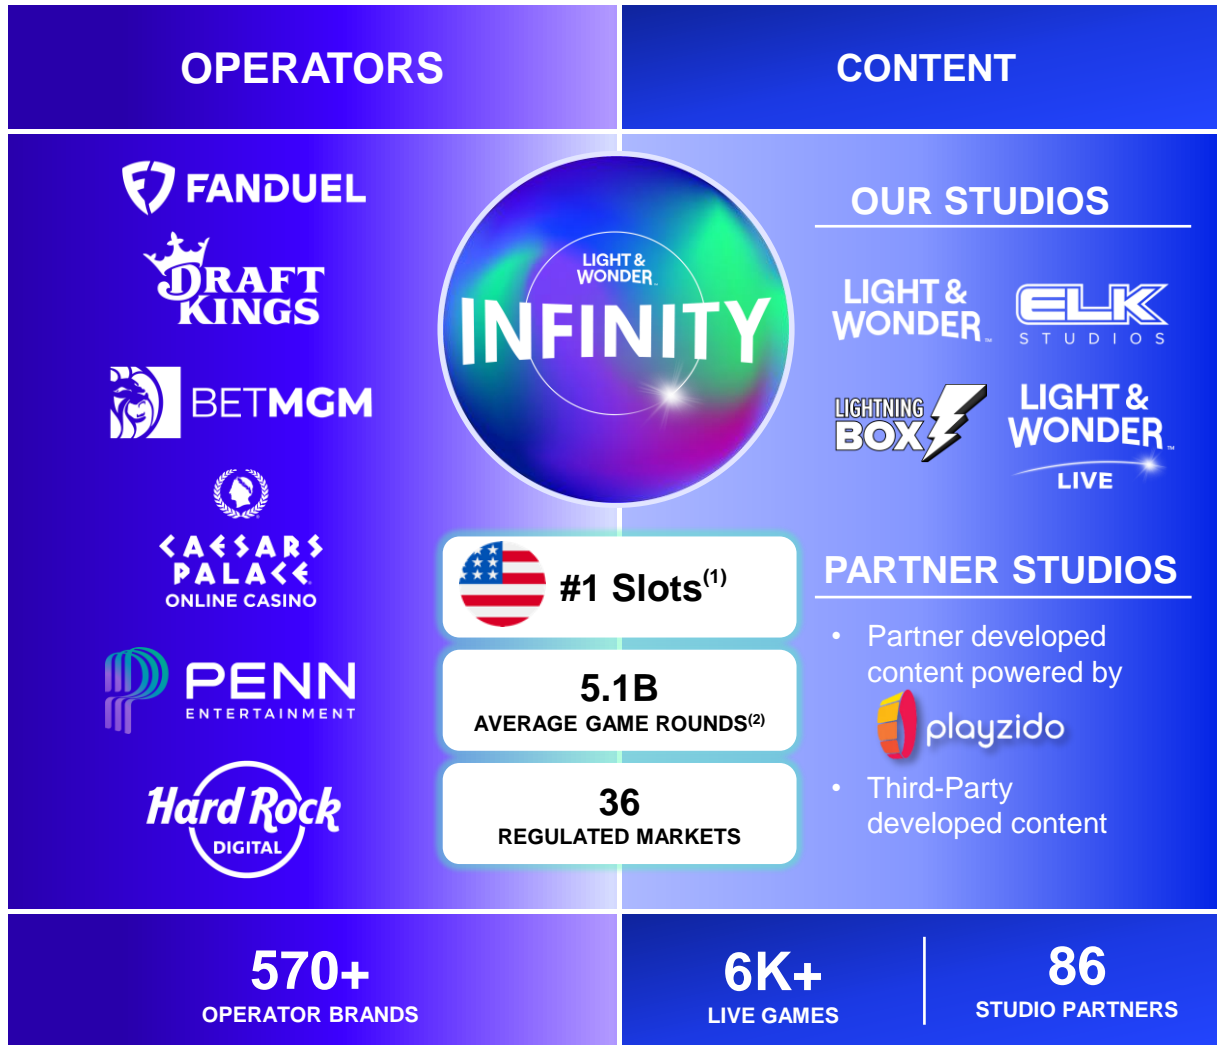 OPERATORS
CONTENT
FANDUEL
DRAFT
KINGS
BETMGM
CAESARS
PALACE
ONLINE CASINO
PENN
ENTERTAINMENT
Hard Rock
DIGITAL
LIGHT &
WONDER™
INFINITY
#1 Slots(1)
5.1B
AVERAGE GAME ROUNDS(2)
36
REGULATED MARKETS
OUR STUDIOS
LIGHT &
WONDER™
ELK
STUDIOS
LIGHTNING
BOX
LIGHT &
WONDER™
LIVE
PARTNER STUDIOS
• Partner developed
content powered by
playzido
• Third-Party
developed content
570+
OPERATOR BRANDS
6K+
LIVE GAMES
86
STUDIO PARTNERS